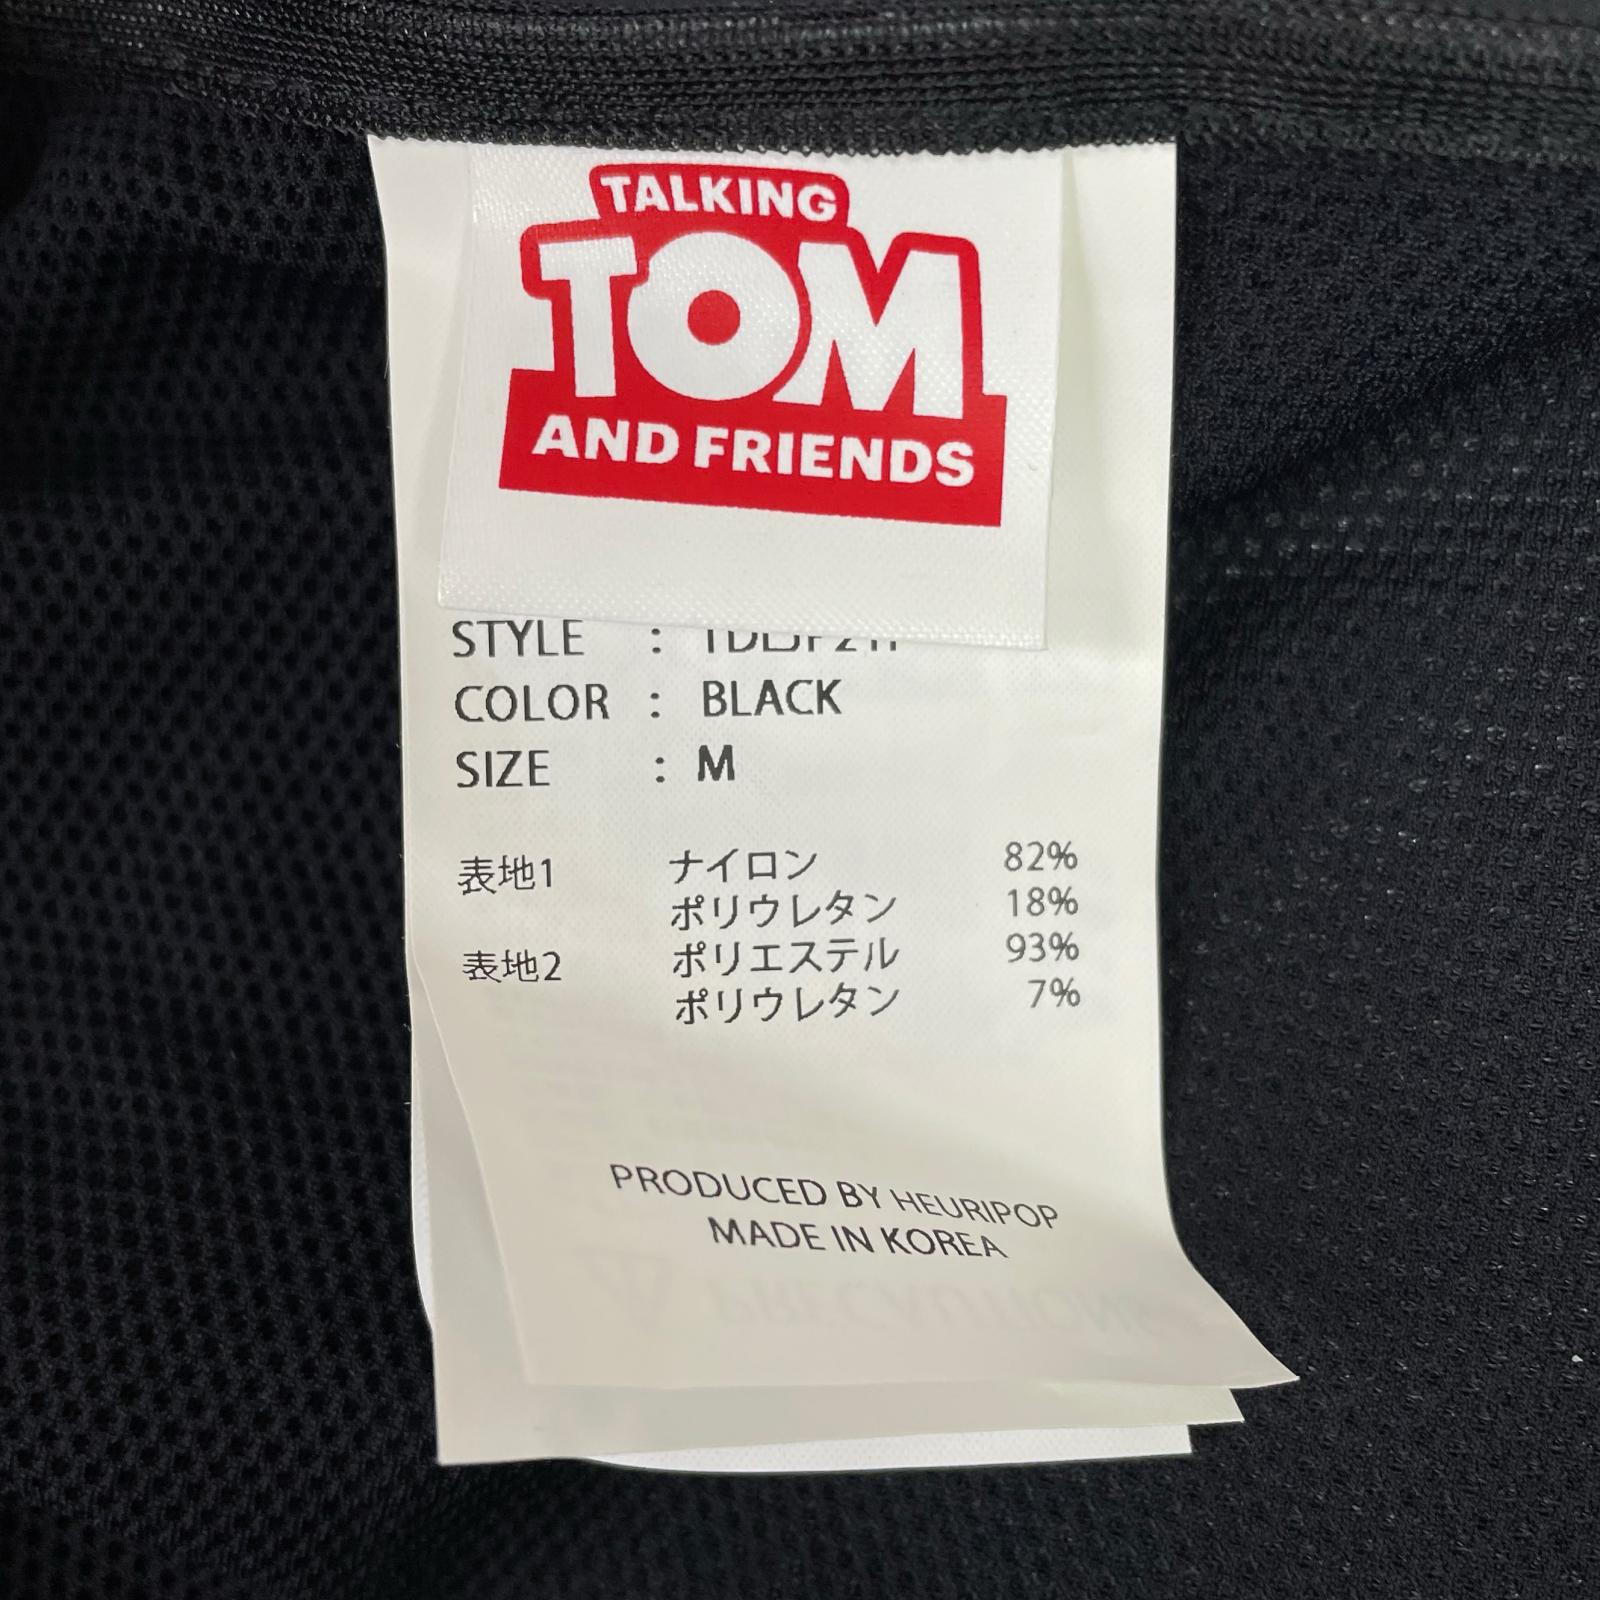 TALKING
TOM
AND FRIENDS
STYLE :
COLOR : BLACK
SIZE : M
表地1 ナイロン 82%
ポリウレタン 18%
表地2 ポリエステル 93%
ポリウレタン 7%
PRODUCED BY HEURIPOP
MADE IN KOREA
PRECAUTIONS